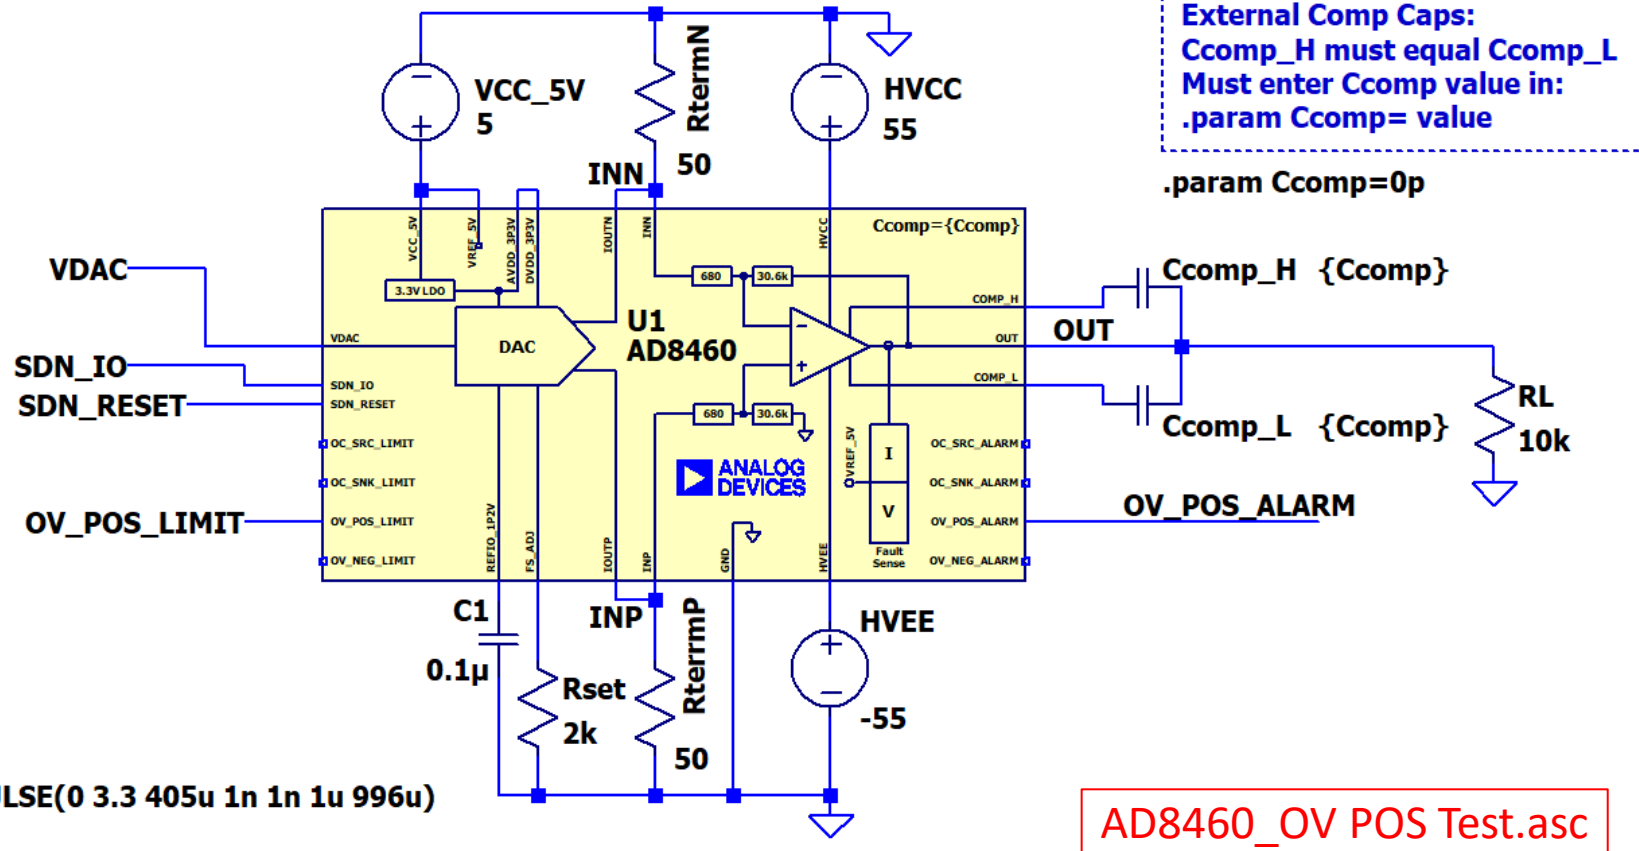 External Comp Caps:
Ccomp_H must equal Ccomp_L
Must enter Ccomp value in:
.param Ccomp= value
.param Ccomp=0p
VCC_5V
5
RtermN
50
HVCC
55
INN
VCC_5V
VREF_5V
AVDD_3P3V
DVDD_3P3V
IOUTN
INN
HVCC
Ccomp={Ccomp}
VDAC
3.3V LDO
680
30.6k
COMP_H
Ccomp_H {Ccomp}
U1
AD8460
VDAC
DAC
OUT
OUT
SDN_IO
SDN_IO
COMP_L
SDN_RESET
SDN_RESET
680
30.6k
RL
10k
Ccomp_L {Ccomp}
OC_SRC_LIMIT
VREF_5V
I
OC_SRC_ALARM
ANALOG
DEVICES
OC_SNK_LIMIT
OC_SNK_ALARM
OV_POS_LIMIT
OV_POS_LIMIT
V
OV_POS_ALARM
OV_POS_ALARM
OV_NEG_LIMIT
REFIO_1P2V
FS_ADJ
IOUTP
INP
GND
HVEE
Fault
Sense
OV_NEG_ALARM
C1
0.1µ
INP
RterrmP
50
HVEE
-55
Rset
2k
LSE(0 3.3 405u 1n 1n 1u 996u)
AD8460_OV POS Test.asc